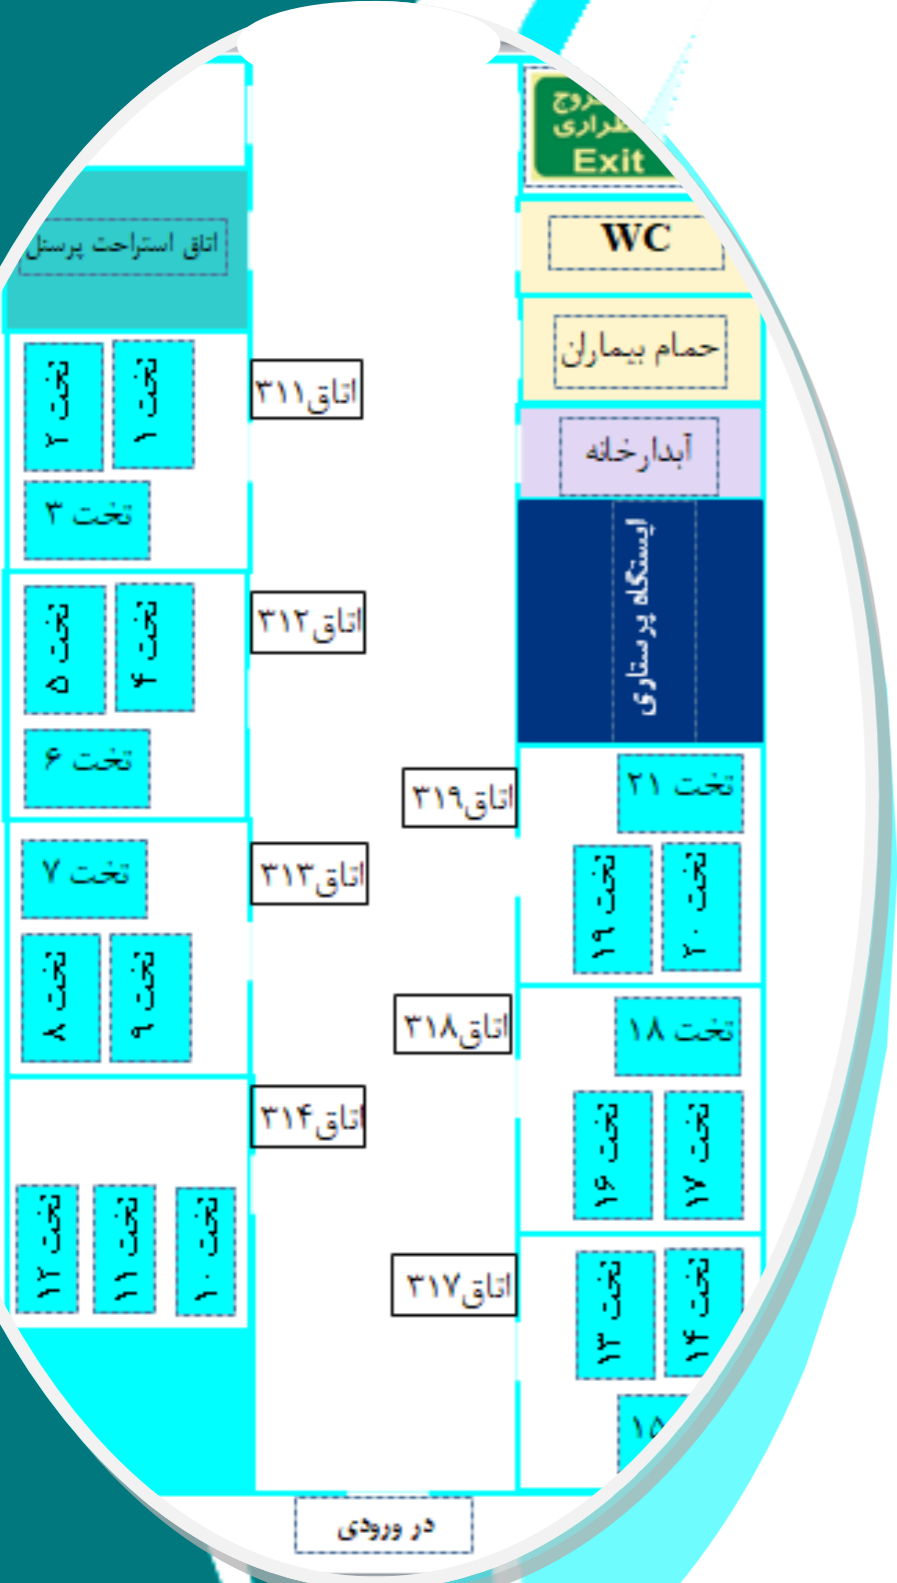 Exit
WC
اتاق استراحت پرسنل
حمام بیماران
آبدارخانه
ایستگاه پرستاری
اتاق۳۱۱
تخت ۱
تخت ۲
تخت ۳
اتاق۳۱۲
تخت ۴
تخت ۵
تخت ۶
اتاق۳۱۹
تخت ۲۱
تخت ۱۹
تخت ۲۰
اتاق۳۱۳
تخت ۷
تخت ۸
تخت ۹
اتاق۳۱۸
تخت ۱۸
تخت ۱۶
تخت ۱۷
اتاق۳۱۴
تخت ۱۲
تخت ۱۱
تخت ۱۰
اتاق۳۱۷
تخت ۱۳
تخت ۱۴
۱۵
در ورودی